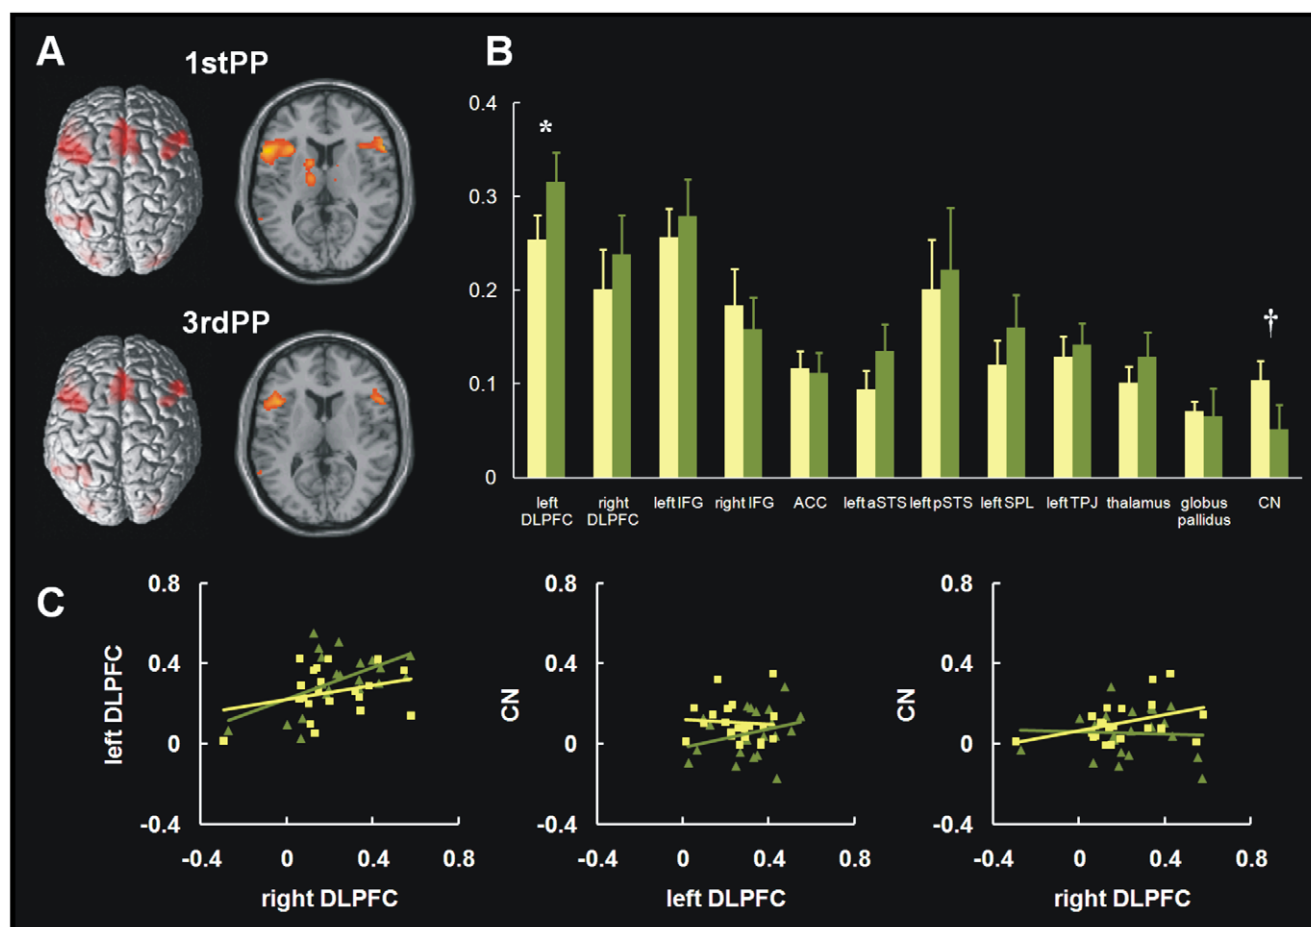 A
1stPP
3rdPP
B
0.4
0.3
0.2
0.1
0
*
†
left DLPFC
right DLPFC
left IFG
right IFG
ACC
left aSTS
left pSTS
left SPL
left TPJ
thalamus
globus pallidus
CN
C
0.8
0.4
0
-0.4
left DLPFC
-0.4 0 0.4 0.8
right DLPFC
0.8
0.4
0
-0.4
CN
-0.4 0 0.4 0.8
left DLPFC
0.8
0.4
0
-0.4
CN
-0.4 0 0.4 0.8
right DLPFC